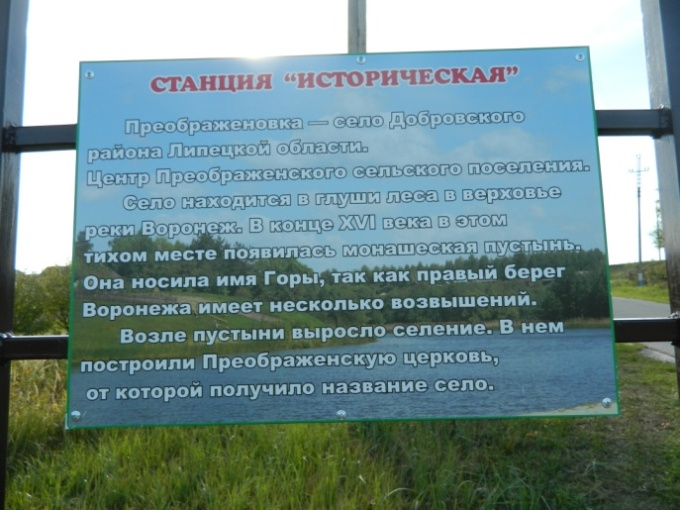 СТАНЦИЯ "ИСТОРИЧЕСКАЯ"
Преображеновка — село Добровского
района Липецкой области.
Центр Преображенского сельского поселения.
Село находится в глуши леса в верховье
реки Воронеж. В конце XVI века в этом
тихом месте появилась монашеская пустынь.
Она носила имя Горы, так как правый берег
Воронежа имеет несколько возвышений.
Возле пустыни выросло селение. В нем
построили Преображенскую церковь,
от которой получило название село.